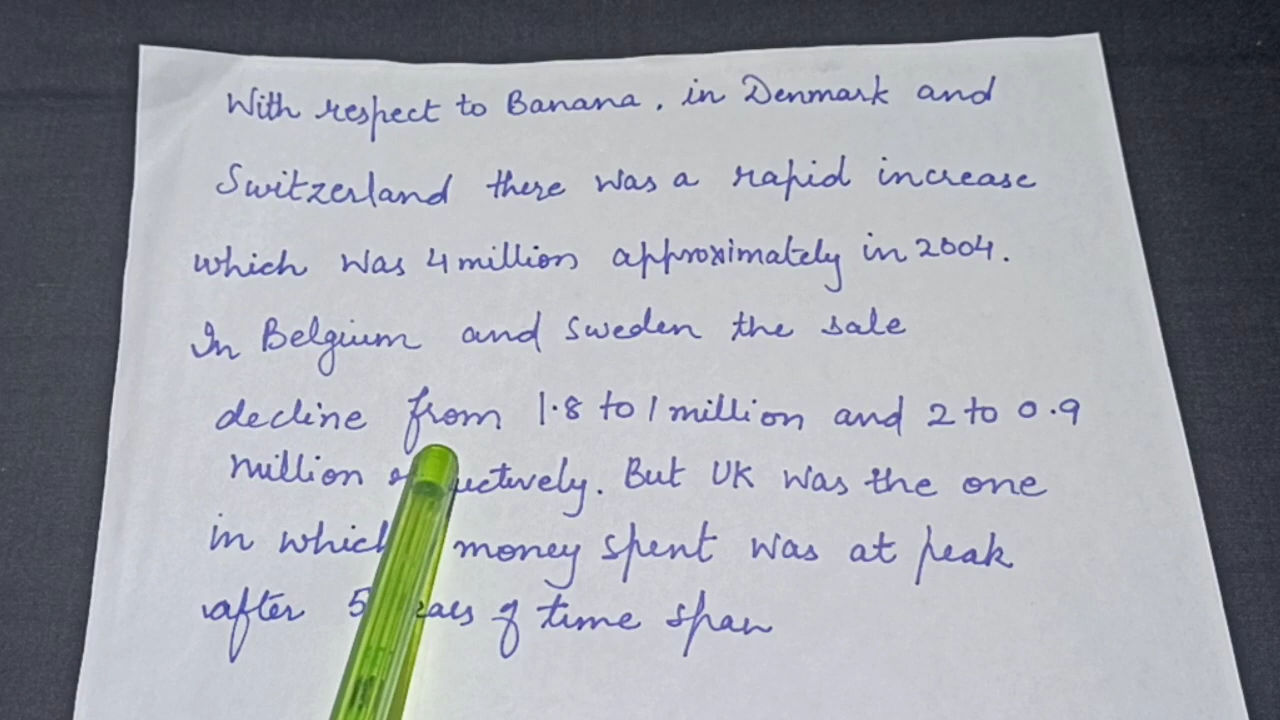 With respect to Banana, in Denmark and
Switzerland there was a rapid increase
which was 4 million approximately in 2004.
In Belgium and Sweden the sale
decline from 1.8 to 1 million and 2 to 0.9
million. But UK was the one
in which money spent was at peak
after 5 of time span